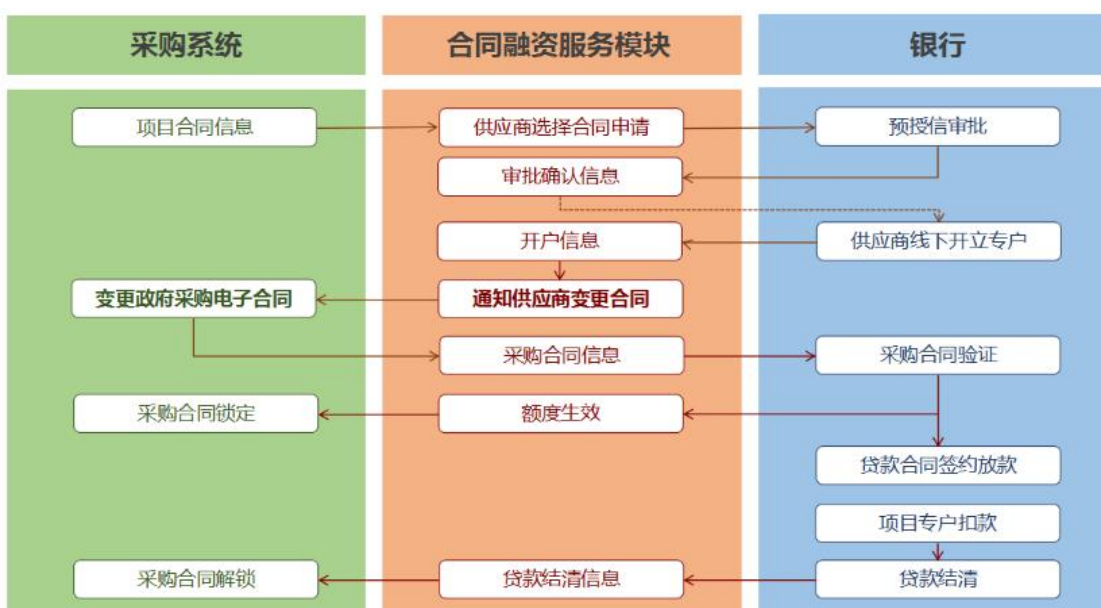 采购系统
合同融资服务模块
银行
项目合同信息
供应商选择合同申请
预授信审批
审批确认信息
开户信息
供应商线下开立专户
变更政府采购电子合同
通知供应商变更合同
采购合同信息
采购合同验证
采购合同锁定
额度生效
贷款合同签约放款
项目专户扣款
采购合同解锁
贷款结清信息
贷款结清